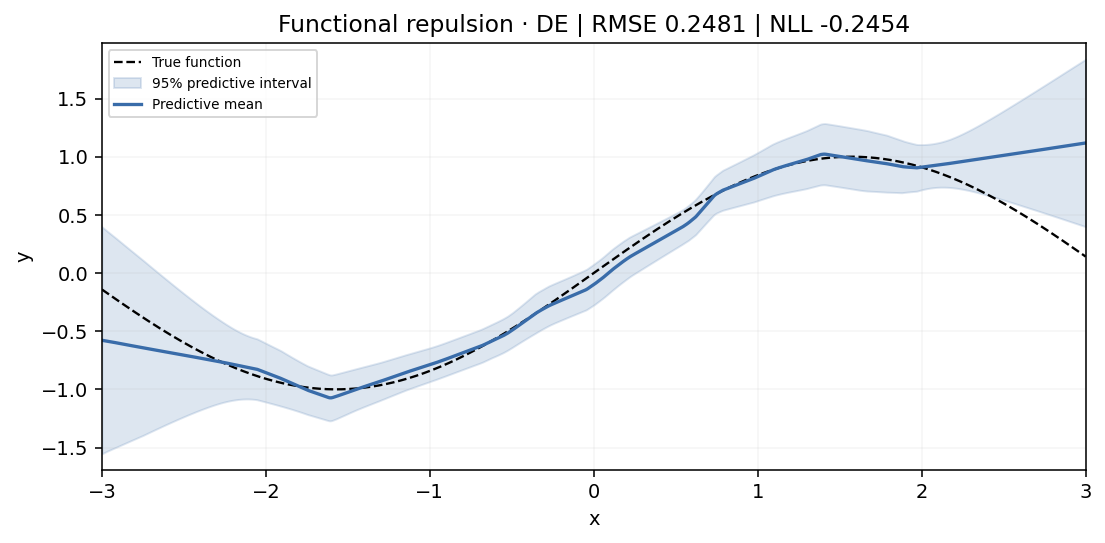 Functional repulsion · DE | RMSE 0.2481 | NLL -0.2454
True function
95% predictive interval
Predictive mean
y
1.5
1.0
0.5
0.0
−0.5
−1.0
−1.5
−3
−2
−1
0
1
2
3
x